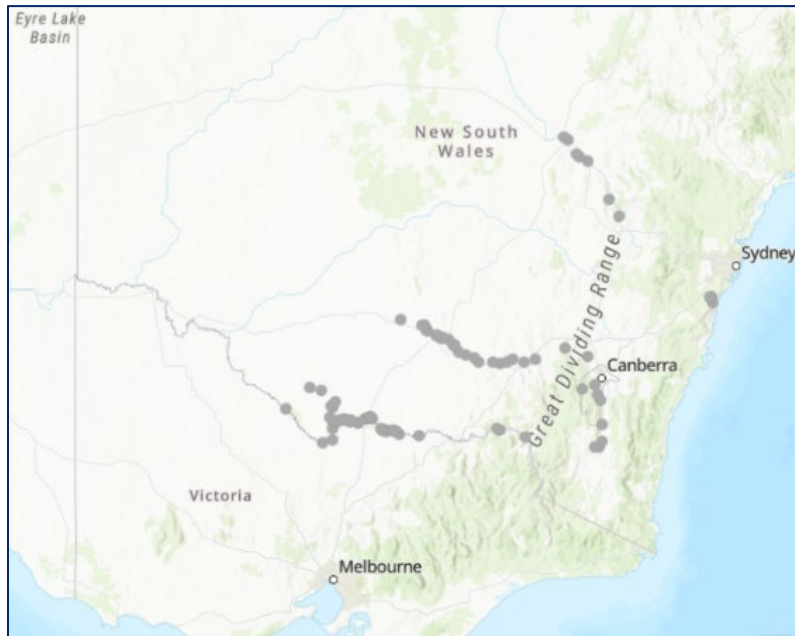 Eyre Lake
Basin
New South
Wales
Great Dividing Range
Sydney
Canberra
Victoria
Melbourne